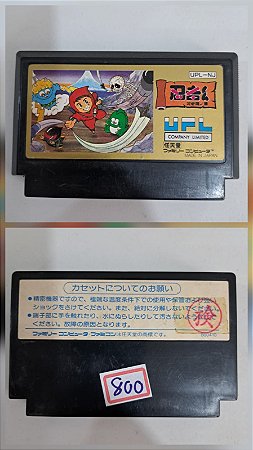 UPL-NJ
忍者くん
UPL
COMPANY LIMITED
任天堂
ファミリー コンピュータ™
MADE IN JAPAN
カセットについてのお願い
●精密機器ですので、極端な温度条件下での使用や保管および強い
ショックをさけてください。また、絶対に分解しないでください。
●端子部に手を触れたり、水にぬらしたりして汚さないようにして
ください。故障の原因となります。
ファミリー コンピュータ・ファミコンは任天堂の商標です。
800